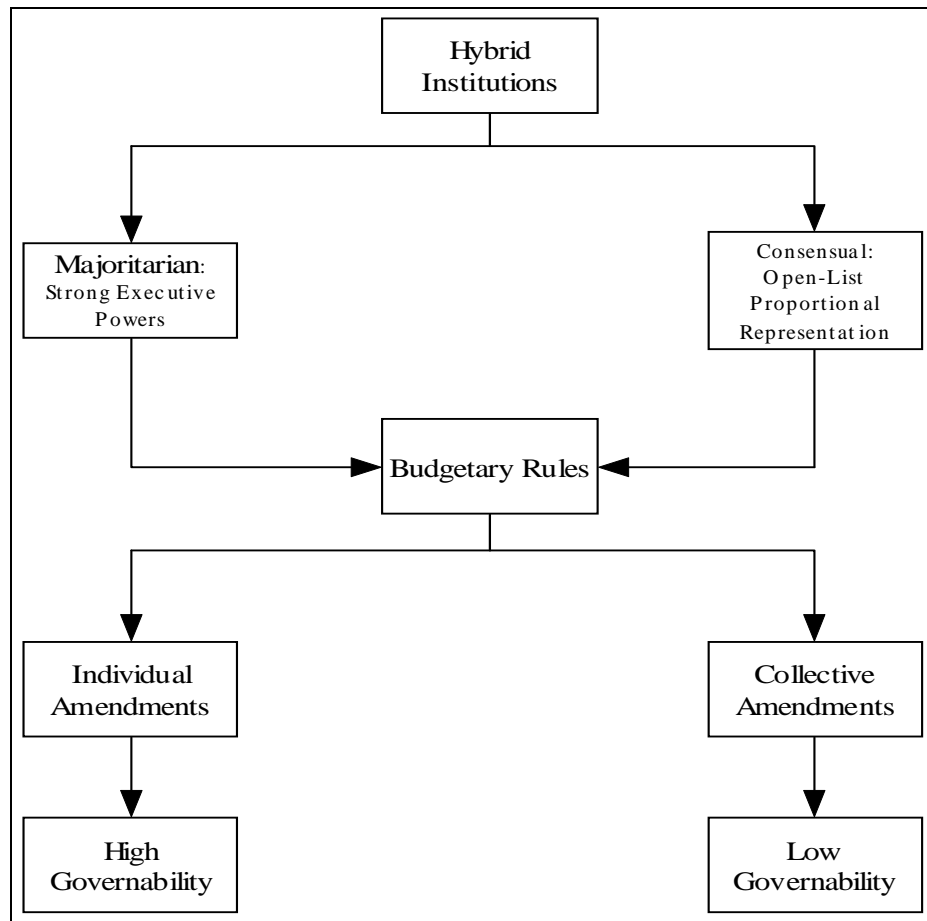 Hybrid
Institutions
Majoritarian:
Strong Executive
Powers
Consensual:
Open-List
Proportional
Representation
Budgetary Rules
Individual
Amendments
Collective
Amendments
High
Governability
Low
Governability